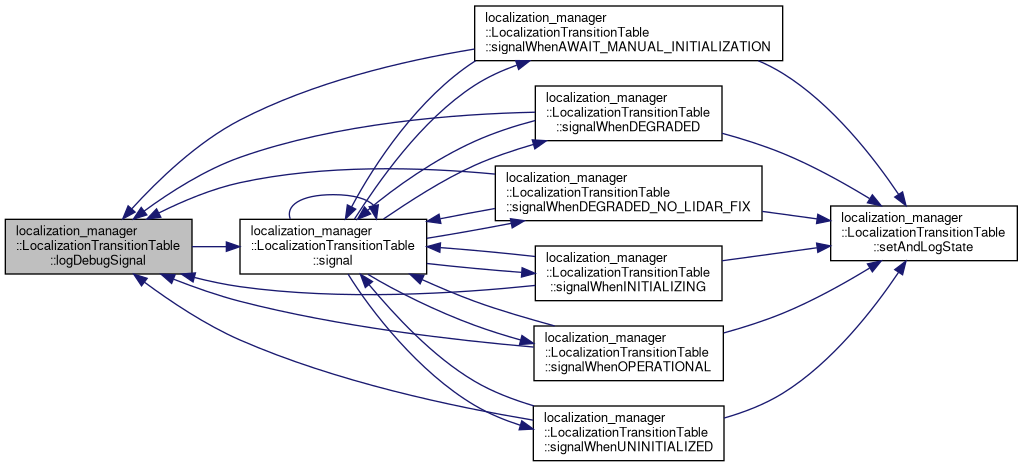 localization_manager
::LocalizationTransitionTable
::signalWhenAWAIT_MANUAL_INITIALIZATION
localization_manager
::LocalizationTransitionTable
::signalWhenDEGRADED
localization_manager
::LocalizationTransitionTable
::signalWhenDEGRADED_NO_LIDAR_FIX
localization_manager
::LocalizationTransitionTable
::logDebugSignal
localization_manager
::LocalizationTransitionTable
::signal
localization_manager
::LocalizationTransitionTable
::setAndLogState
localization_manager
::LocalizationTransitionTable
::signalWhenINITIALIZING
localization_manager
::LocalizationTransitionTable
::signalWhenOPERATIONAL
localization_manager
::LocalizationTransitionTable
::signalWhenUNINITIALIZED